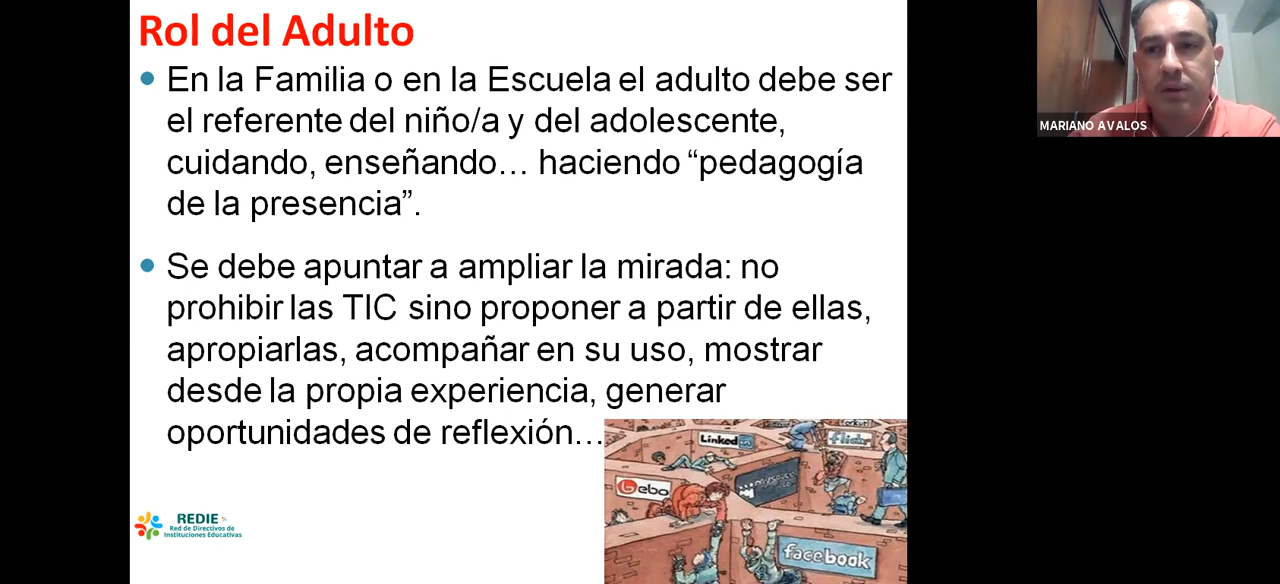 Rol del Adulto
En la Familia o en la Escuela el adulto debe ser
el referente del niño/a y del adolescente,
cuidando, enseñando… haciendo “pedagogía
de la presencia”.
Se debe apuntar a ampliar la mirada: no
prohibir las TIC sino proponer a partir de ellas,
apropiarlas, acompañar en su uso, mostrar
desde la propia experiencia, generar
oportunidades de reflexión…
REDIE
Red de Directivos de
Instituciones Educativas
Linked in
flickr
bebo
facebook
MARIANO AVALOS